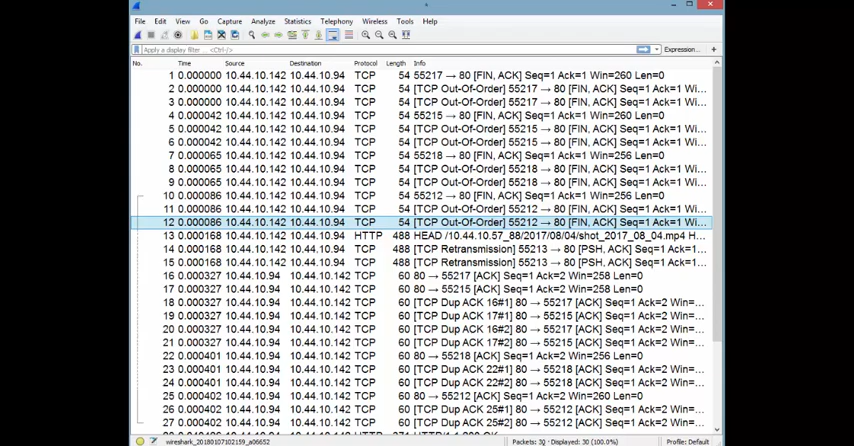 File Edit View Go Capture Analyze Statistics Telephony Wireless Tools Help
Apply a display filter ... <Ctrl-/> Expression... +
No. Time Source Destination Protocol Length Info
1 0.000000 10.44.10.142 10.44.10.94 TCP 54 55217 → 80 [FIN, ACK] Seq=1 Ack=1 Win=260 Len=0
2 0.000000 10.44.10.142 10.44.10.94 TCP 54 [TCP Out-Of-Order] 55217 → 80 [FIN, ACK] Seq=1 Ack=1 Wi...
3 0.000000 10.44.10.142 10.44.10.94 TCP 54 [TCP Out-Of-Order] 55217 → 80 [FIN, ACK] Seq=1 Ack=1 Wi...
4 0.000042 10.44.10.142 10.44.10.94 TCP 54 55215 → 80 [FIN, ACK] Seq=1 Ack=1 Win=260 Len=0
5 0.000042 10.44.10.142 10.44.10.94 TCP 54 [TCP Out-Of-Order] 55215 → 80 [FIN, ACK] Seq=1 Ack=1 Wi...
6 0.000042 10.44.10.142 10.44.10.94 TCP 54 [TCP Out-Of-Order] 55215 → 80 [FIN, ACK] Seq=1 Ack=1 Wi...
7 0.000065 10.44.10.142 10.44.10.94 TCP 54 55218 → 80 [FIN, ACK] Seq=1 Ack=1 Win=256 Len=0
8 0.000065 10.44.10.142 10.44.10.94 TCP 54 [TCP Out-Of-Order] 55218 → 80 [FIN, ACK] Seq=1 Ack=1 Wi...
9 0.000065 10.44.10.142 10.44.10.94 TCP 54 [TCP Out-Of-Order] 55218 → 80 [FIN, ACK] Seq=1 Ack=1 Wi...
10 0.000086 10.44.10.142 10.44.10.94 TCP 54 55212 → 80 [FIN, ACK] Seq=1 Ack=1 Win=256 Len=0
11 0.000086 10.44.10.142 10.44.10.94 TCP 54 [TCP Out-Of-Order] 55212 → 80 [FIN, ACK] Seq=1 Ack=1 Wi...
12 0.000086 10.44.10.142 10.44.10.94 TCP 54 [TCP Out-Of-Order] 55212 → 80 [FIN, ACK] Seq=1 Ack=1 Wi...
13 0.000168 10.44.10.142 10.44.10.94 HTTP 488 HEAD /10.44.10.57_88/2017/08/04/shot_2017_08_04.mp4 H...
14 0.000168 10.44.10.142 10.44.10.94 TCP 488 [TCP Retransmission] 55213 → 80 [PSH, ACK] Seq=1 Ack=...
15 0.000168 10.44.10.142 10.44.10.94 TCP 488 [TCP Retransmission] 55213 → 80 [PSH, ACK] Seq=1 Ack=...
16 0.000327 10.44.10.94 10.44.10.142 TCP 60 80 → 55217 [ACK] Seq=1 Ack=2 Win=258 Len=0
17 0.000327 10.44.10.94 10.44.10.142 TCP 60 80 → 55215 [ACK] Seq=1 Ack=2 Win=260 Len=0
18 0.000327 10.44.10.94 10.44.10.142 TCP 60 [TCP Dup ACK 16#1] 80 → 55217 [ACK] Seq=1 Ack=2 Win=...
19 0.000327 10.44.10.94 10.44.10.142 TCP 60 [TCP Dup ACK 17#1] 80 → 55215 [ACK] Seq=1 Ack=2 Win=...
20 0.000327 10.44.10.94 10.44.10.142 TCP 60 [TCP Dup ACK 16#2] 80 → 55217 [ACK] Seq=1 Ack=2 Win=...
21 0.000327 10.44.10.94 10.44.10.142 TCP 60 [TCP Dup ACK 17#2] 80 → 55215 [ACK] Seq=1 Ack=2 Win=...
22 0.000401 10.44.10.94 10.44.10.142 TCP 60 80 → 55218 [ACK] Seq=1 Ack=2 Win=256 Len=0
23 0.000401 10.44.10.94 10.44.10.142 TCP 60 [TCP Dup ACK 22#1] 80 → 55218 [ACK] Seq=1 Ack=2 Win=...
24 0.000401 10.44.10.94 10.44.10.142 TCP 60 [TCP Dup ACK 22#2] 80 → 55218 [ACK] Seq=1 Ack=2 Win=...
25 0.000402 10.44.10.94 10.44.10.142 TCP 60 80 → 55212 [ACK] Seq=1 Ack=2 Win=260 Len=0
26 0.000402 10.44.10.94 10.44.10.142 TCP 60 [TCP Dup ACK 25#1] 80 → 55212 [ACK] Seq=1 Ack=2 Win=...
27 0.000402 10.44.10.94 10.44.10.142 TCP 60 [TCP Dup ACK 25#2] 80 → 55212 [ACK] Seq=1 Ack=2 Win=...
wireshark_20180107102159_a06652 Packets: 30 · Displayed: 30 (100.0%) Profile: Default